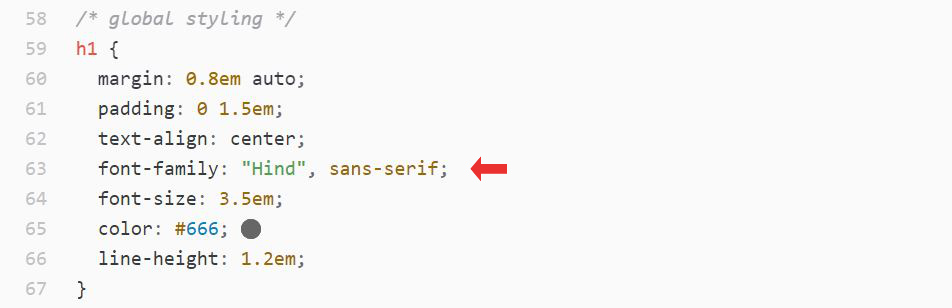 58 /* global styling */
59 h1 {
60 margin: 0.8em auto;
61 padding: 0 1.5em;
62 text-align: center;
63 font-family: "Hind", sans-serif;
64 font-size: 3.5em;
65 color: #666;
66 line-height: 1.2em;
67 }